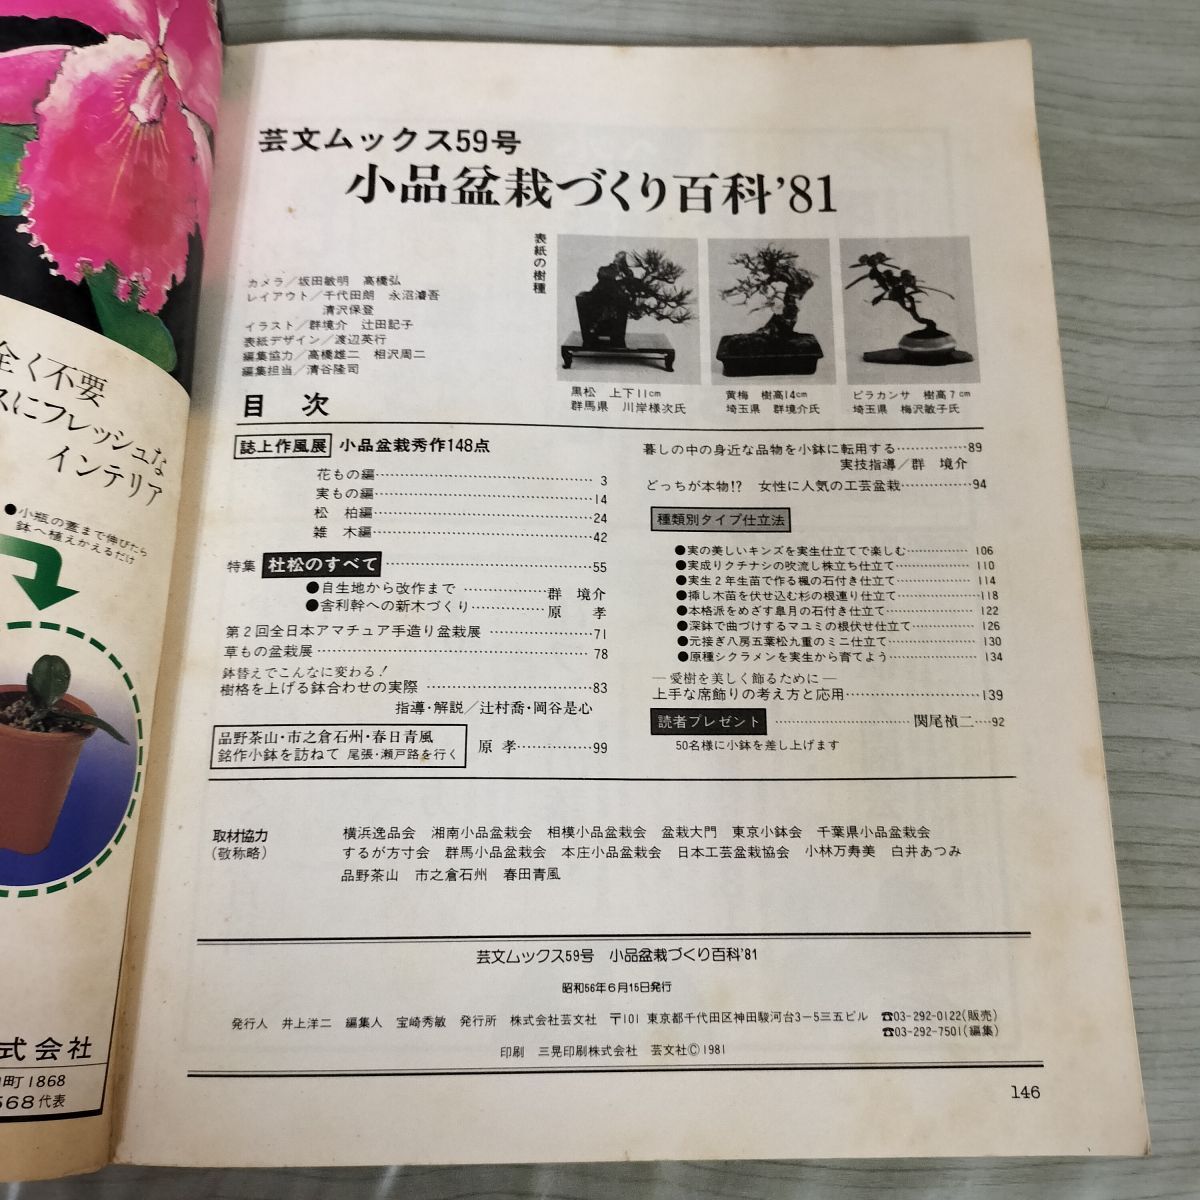 全く不要
スにフレッシュな
インテリア
●小瓶の蓋まで伸びたら
鉢へ植えかえるだけ
式会社
町1868
568代表
芸文ムックス59号
小品盆栽づくり百科'81
カメラ／坂田敏明　高橋弘
レイアウト／千代田朗　永沼濬吾
清沢保登
イラスト／群境介　辻田記子
表紙デザイン／渡辺英行
編集協力／高橋雄二　相沢周二
編集担当／清谷隆司
表紙の樹種
黒松　上下11cm
群馬県　川岸様次氏
黄梅　樹高14cm
埼玉県　群境介氏
ピラカンサ　樹高7cm
埼玉県　梅沢敏子氏
目次
誌上作風展　小品盆栽秀作148点
花もの編……3
実もの編……14
松　柏編……24
雑　木編……42
特集　杜松のすべて……55
●自生地から改作まで……群　境介
●舎利幹への新木づくり……原　孝
第2回全日本アマチュア手造り盆栽展……71
草もの盆栽展……78
鉢替えでこんなに変わる！
樹格を上げる鉢合わせの実際……83
指導・解説／辻村喬・岡谷是心
品野茶山・市之倉石州・春日青風
銘作小鉢を訪ねて　尾張・瀬戸路を行く　原　孝……99
暮しの中の身近な品物を小鉢に転用する……89
実技指導／群　境介
どっちが本物!?　女性に人気の工芸盆栽……94
種類別タイプ仕立法
●実の美しいキンズを実生仕立てで楽しむ……106
●実成りクチナシの吹流し株立ち仕立て……110
●実生2年生苗で作る楓の石付き仕立て……114
●挿し木苗を伏せ込む杉の根連り仕立て……118
●本格派をめざす皐月の石付き仕立て……122
●深鉢で曲づけするマユミの根伏せ仕立て……126
●元接ぎ八房五葉松九重のミニ仕立て……130
●原種シクラメンを実生から育てよう……134
—愛樹を美しく飾るために—
上手な席飾りの考え方と応用……139
読者プレゼント……関尾禎二……92
50名様に小鉢を差し上げます
取材協力
(敬称略)
横浜逸品会　湘南小品盆栽会　相模小品盆栽会　盆栽大門　東京小鉢会　千葉県小品盆栽会
するが方寸会　群馬小品盆栽会　本庄小品盆栽会　日本工芸盆栽協会　小林万寿美　白井あつみ
品野茶山　市之倉石州　春田青風
芸文ムックス59号　小品盆栽づくり百科'81
昭和56年6月15日発行
発行人　井上洋二　編集人　宝崎秀敏　発行所　株式会社芸文社　〒101 東京都千代田区神田駿河台3−5三五ビル　☎03-292-0122(販売)
☎03-292-7501(編集)
印刷　三晃印刷株式会社　芸文社Ⓒ1981
146